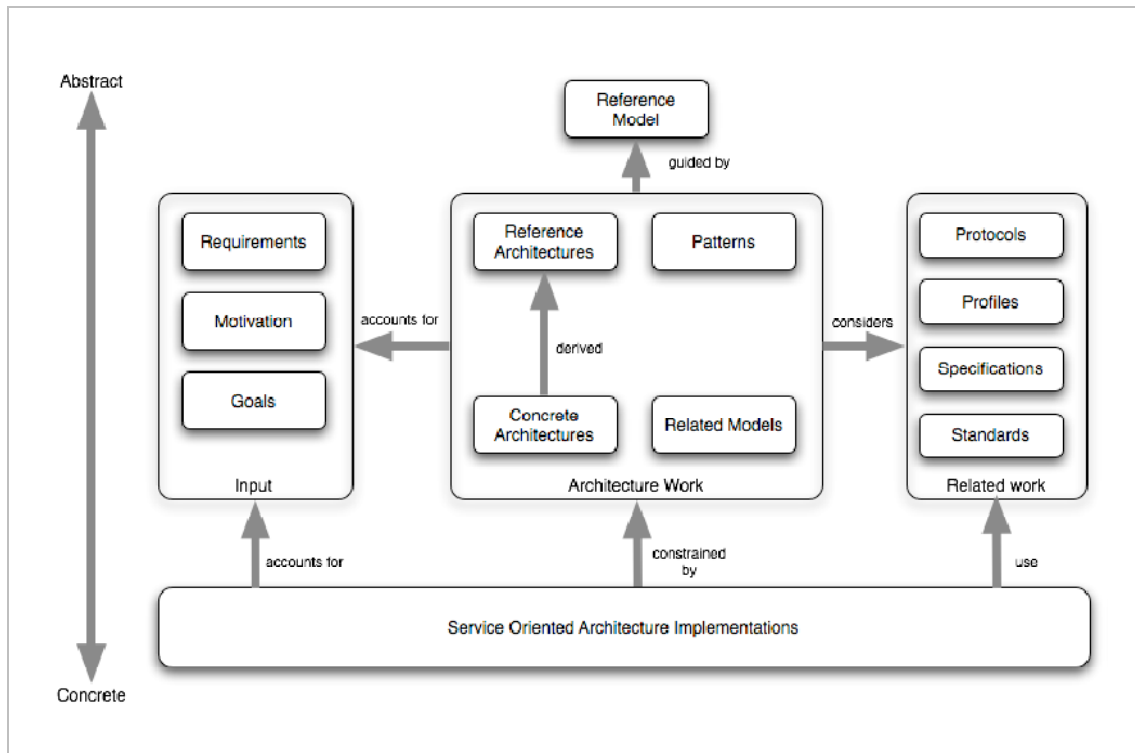 Abstract
Reference
Model
guided by
Requirements
Motivation
Goals
Input
accounts for
Reference
Architectures
Patterns
derived
Concrete
Architectures
Related Models
Architecture Work
considers
Protocols
Profiles
Specifications
Standards
Related work
accounts for
constrained
by
use
Service Oriented Architecture Implementations
Concrete